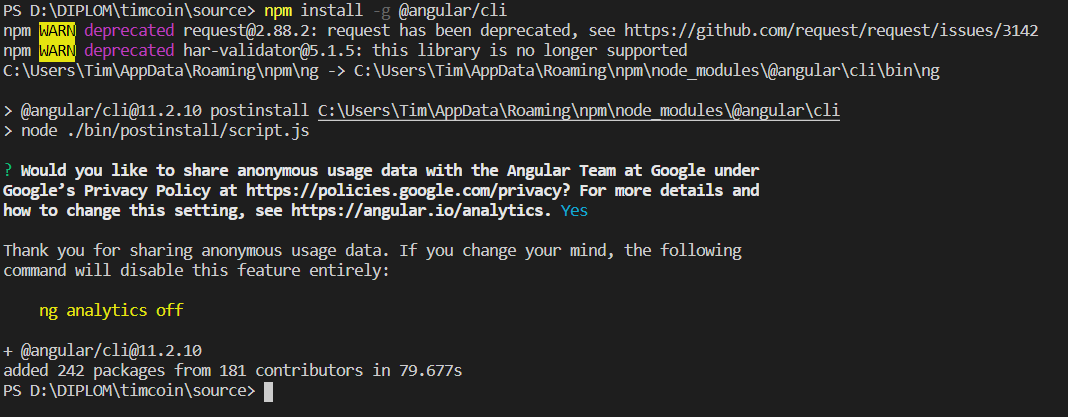 PS D:\DIPLOM\timcoin\source> npm install -g @angular/cli
npm WARN deprecated request@2.88.2: request has been deprecated, see https://github.com/request/request/issues/3142
npm WARN deprecated har-validator@5.1.5: this library is no longer supported
C:\Users\Tim\AppData\Roaming\npm\ng -> C:\Users\Tim\AppData\Roaming\npm\node_modules\@angular\cli\bin\ng
> @angular/cli@11.2.10 postinstall C:\Users\Tim\AppData\Roaming\npm\node_modules\@angular\cli
> node ./bin/postinstall/script.js
? Would you like to share anonymous usage data with the Angular Team at Google under
Google’s Privacy Policy at https://policies.google.com/privacy? For more details and
how to change this setting, see https://angular.io/analytics. Yes
Thank you for sharing anonymous usage data. If you change your mind, the following
command will disable this feature entirely:
ng analytics off
+ @angular/cli@11.2.10
added 242 packages from 181 contributors in 79.677s
PS D:\DIPLOM\timcoin\source>